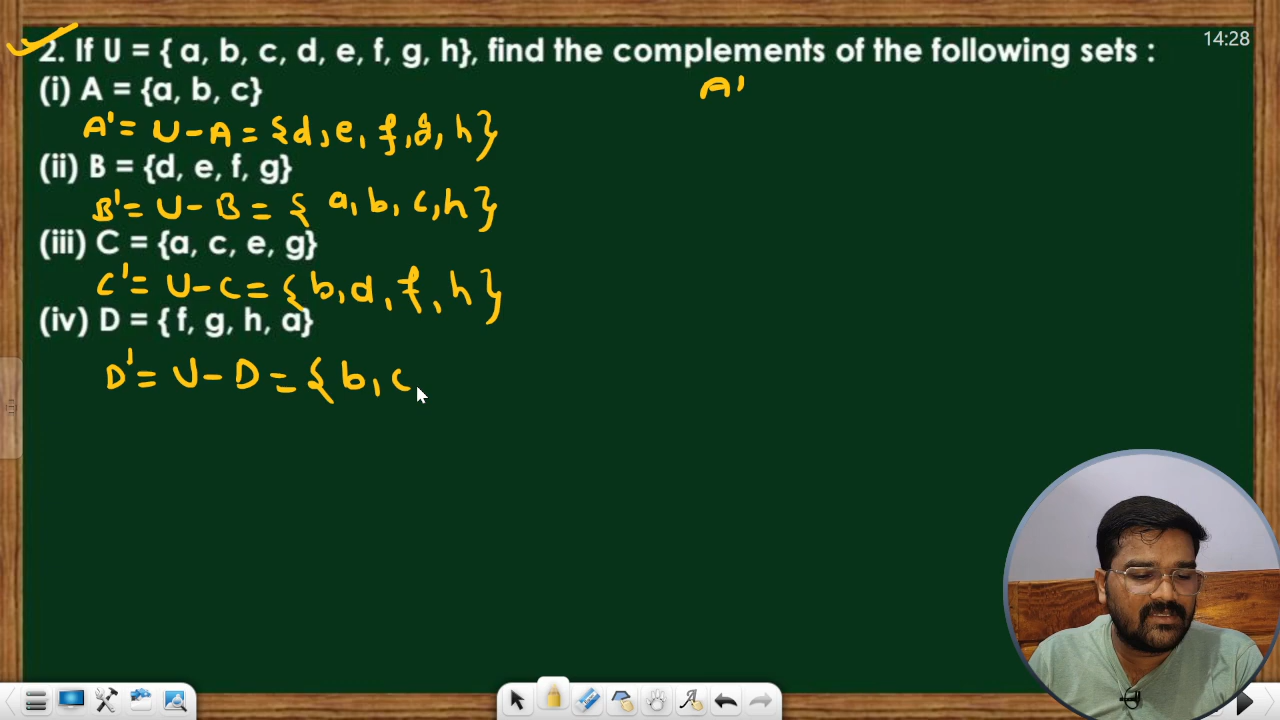 14:28
2. If U = { a, b, c, d, e, f, g, h}, find the complements of the following sets :
(i) A = {a, b, c}
A'
A' = U - A = {d, e, f, g, h}
(ii) B = {d, e, f, g}
B' = U - B = { a, b, c, h}
(iii) C = {a, c, e, g}
C' = U - C = {b, d, f, h}
(iv) D = { f, g, h, a}
D' = U - D = { b, c